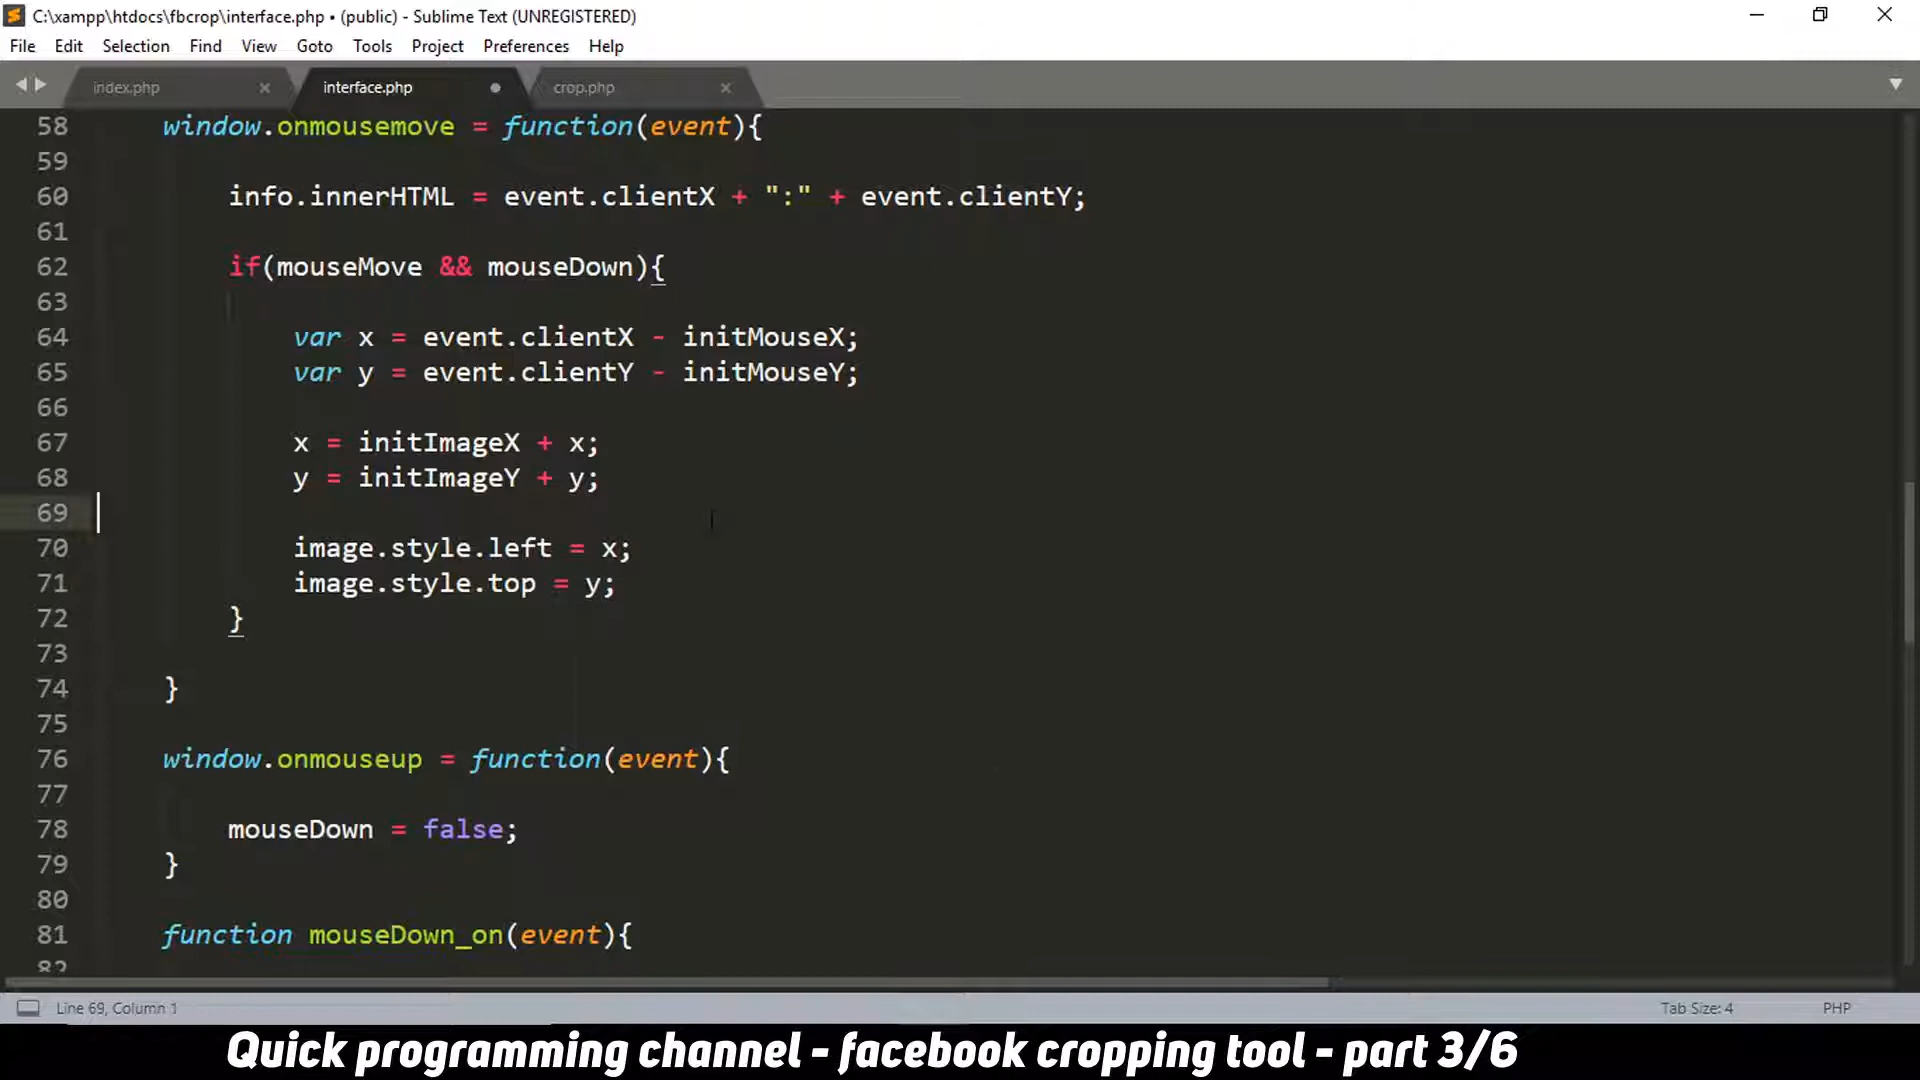 C:\xampp\htdocs\fbcrop\interface.php • (public) - Sublime Text (UNREGISTERED)
File Edit Selection Find View Goto Tools Project Preferences Help
index.php interface.php crop.php
58 window.onmousemove = function(event){
59
60 info.innerHTML = event.clientX + ":" + event.clientY;
61
62 if(mouseMove && mouseDown){
63
64 var x = event.clientX - initMouseX;
65 var y = event.clientY - initMouseY;
66
67 x = initImageX + x;
68 y = initImageY + y;
69
70 image.style.left = x;
71 image.style.top = y;
72 }
73
74 }
75
76 window.onmouseup = function(event){
77
78 mouseDown = false;
79 }
80
81 function mouseDown_on(event){
82
Line 69, Column 1 Tab Size: 4 PHP
Quick programming channel - facebook cropping tool - part 3/6